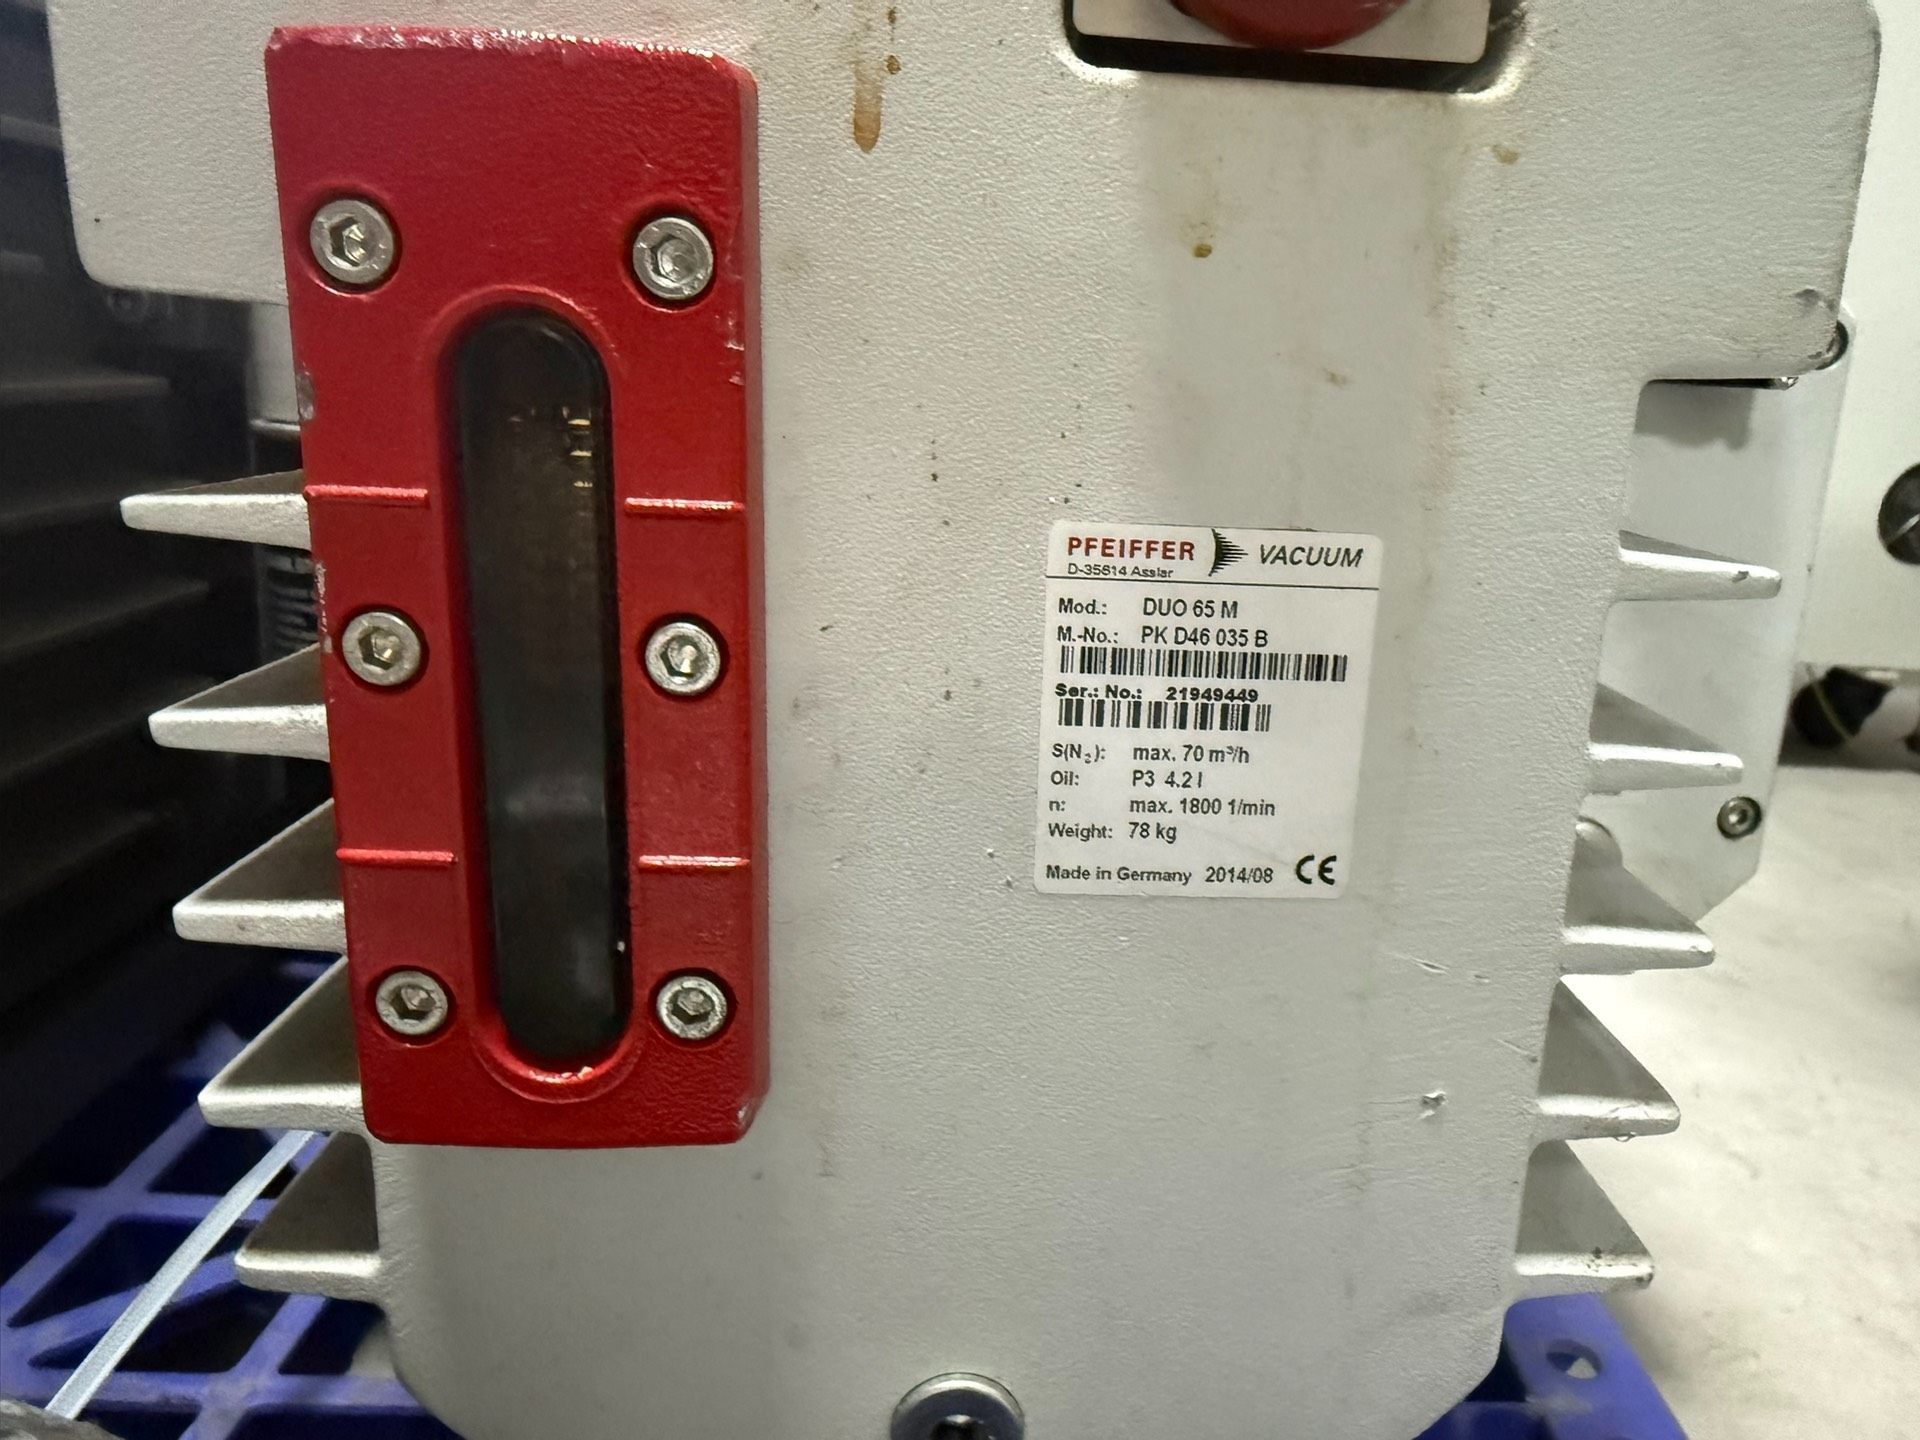 PFEIFFER VACUUM
D-35614 Asslar
Mod.: DUO 65 M
M.-No.: PK D46 035 B
Ser.: No.: 21949449
S(N₂): max. 70 m³/h
Oil: P3 4.2 l
n: max. 1800 1/min
Weight: 78 kg
Made in Germany 2014/08 CE